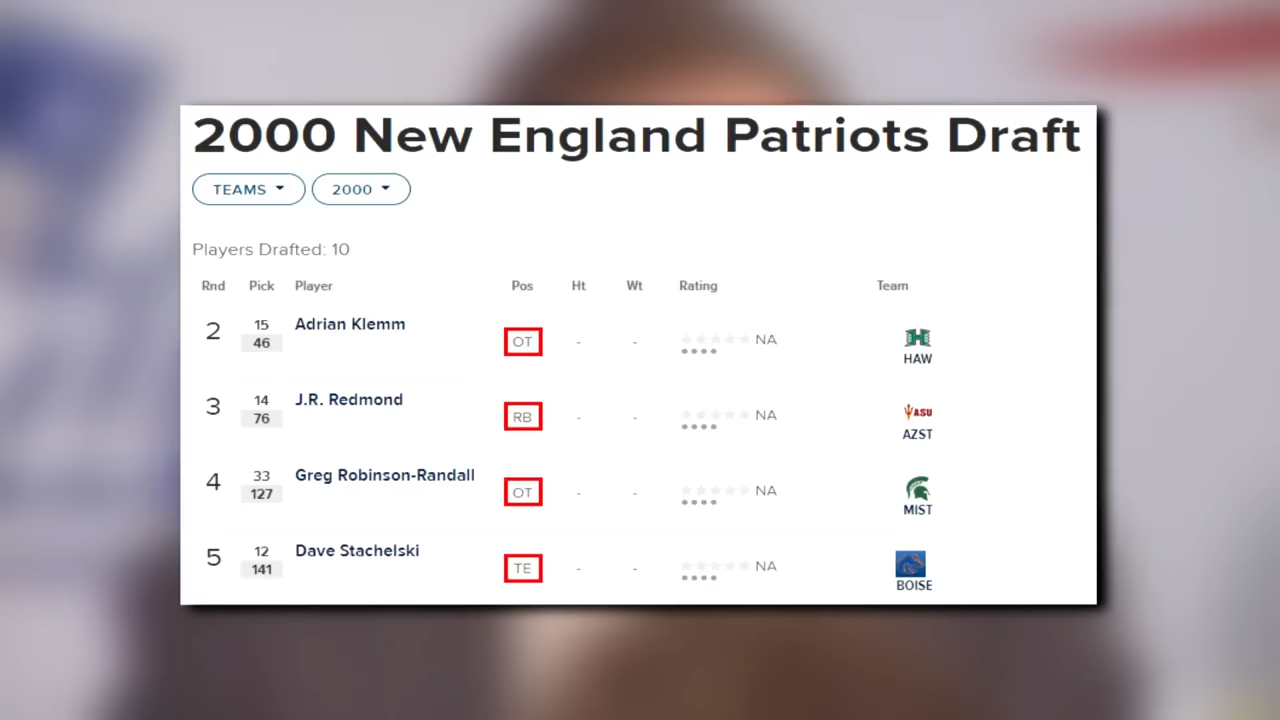 2000 New England Patriots Draft
TEAMS 2000
Players Drafted: 10
Rnd Pick Player Pos Ht Wt Rating Team
2 15 46 Adrian Klemm OT - - NA HAW
3 14 76 J.R. Redmond RB - - NA ASU AZST
4 33 127 Greg Robinson-Randall OT - - NA MIST
5 12 141 Dave Stachelski TE - - NA BOISE